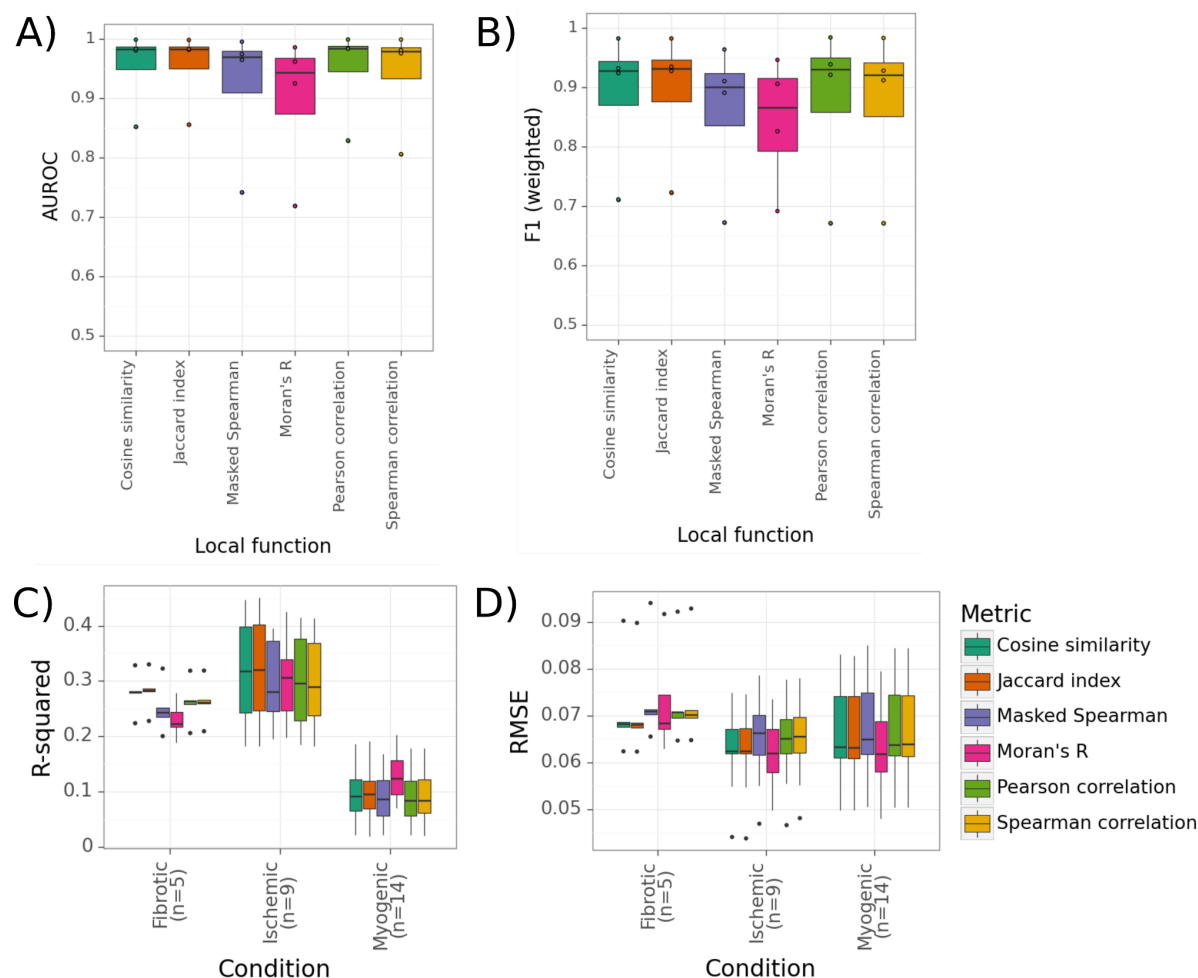 A)
1
0.9
0.8
0.7
0.6
0.5
AUROC
Cosine similarity
Jaccard index
Masked Spearman
Moran's R
Pearson correlation
Spearman correlation
Local function
B)
1
0.9
0.8
0.7
0.6
0.5
F1 (weighted)
Cosine similarity
Jaccard index
Masked Spearman
Moran's R
Pearson correlation
Spearman correlation
Local function
C)
0.4
0.3
0.2
0.1
0
R-squared
Fibrotic
(n=5)
Ischemic
(n=9)
Myogenic
(n=14)
Condition
D)
0.09
0.08
0.07
0.06
0.05
RMSE
Fibrotic
(n=5)
Ischemic
(n=9)
Myogenic
(n=14)
Condition
Metric
Cosine similarity
Jaccard index
Masked Spearman
Moran's R
Pearson correlation
Spearman correlation